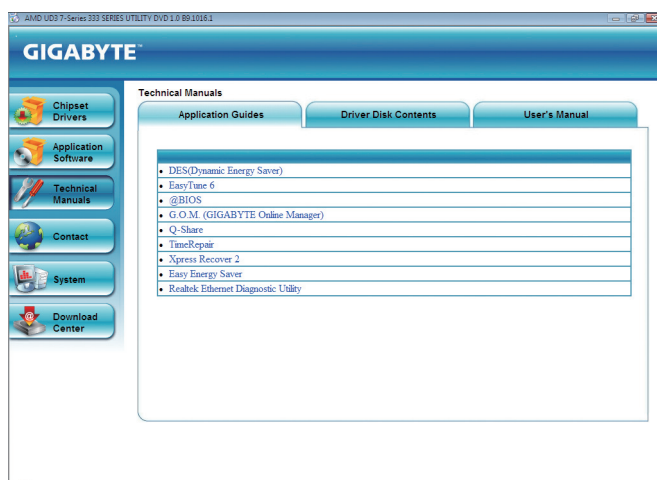 AMD UD3 7-Series 333 SERIES UTILITY DVD 1.0 B9.1016.1
GIGABYTE™
Chipset
Drivers
Application
Software
Technical
Manuals
Contact
System
Download
Center
Technical Manuals
Application Guides
Driver Disk Contents
User's Manual
• DES(Dynamic Energy Saver)
• EasyTune 6
• @BIOS
• G.O.M. (GIGABYTE Online Manager)
• Q-Share
• TimeRepair
• Xpress Recover 2
• Easy Energy Saver
• Realtek Ethernet Diagnostic Utility